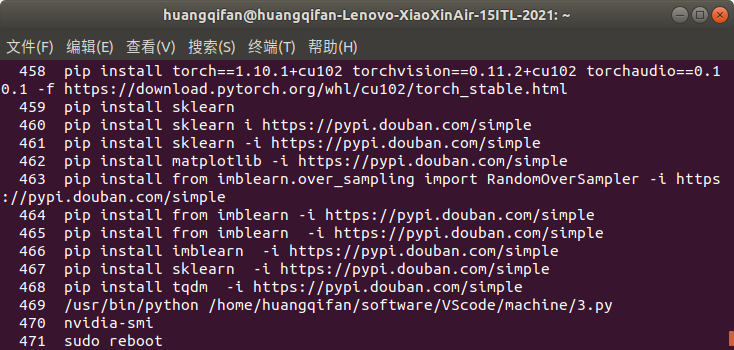 huangqifan@huangqifan-Lenovo-XiaoXinAir-15ITL-2021: ~
文件(F) 编辑(E) 查看(V) 搜索(S) 终端(T) 帮助(H)
458 pip install torch==1.10.1+cu102 torchvision==0.11.2+cu102 torchaudio==0.1
0.1 -f https://download.pytorch.org/whl/cu102/torch_stable.html
459 pip install sklearn
460 pip install sklearn i https://pypi.douban.com/simple
461 pip install sklearn -i https://pypi.douban.com/simple
462 pip install matplotlib -i https://pypi.douban.com/simple
463 pip install from imblearn.over_sampling import RandomOverSampler -i https
://pypi.douban.com/simple
464 pip install from imblearn -i https://pypi.douban.com/simple
465 pip install from imblearn  -i https://pypi.douban.com/simple
466 pip install imblearn  -i https://pypi.douban.com/simple
467 pip install sklearn  -i https://pypi.douban.com/simple
468 pip install tqdm  -i https://pypi.douban.com/simple
469 /usr/bin/python /home/huangqifan/software/VScode/machine/3.py
470 nvidia-smi
471 sudo reboot